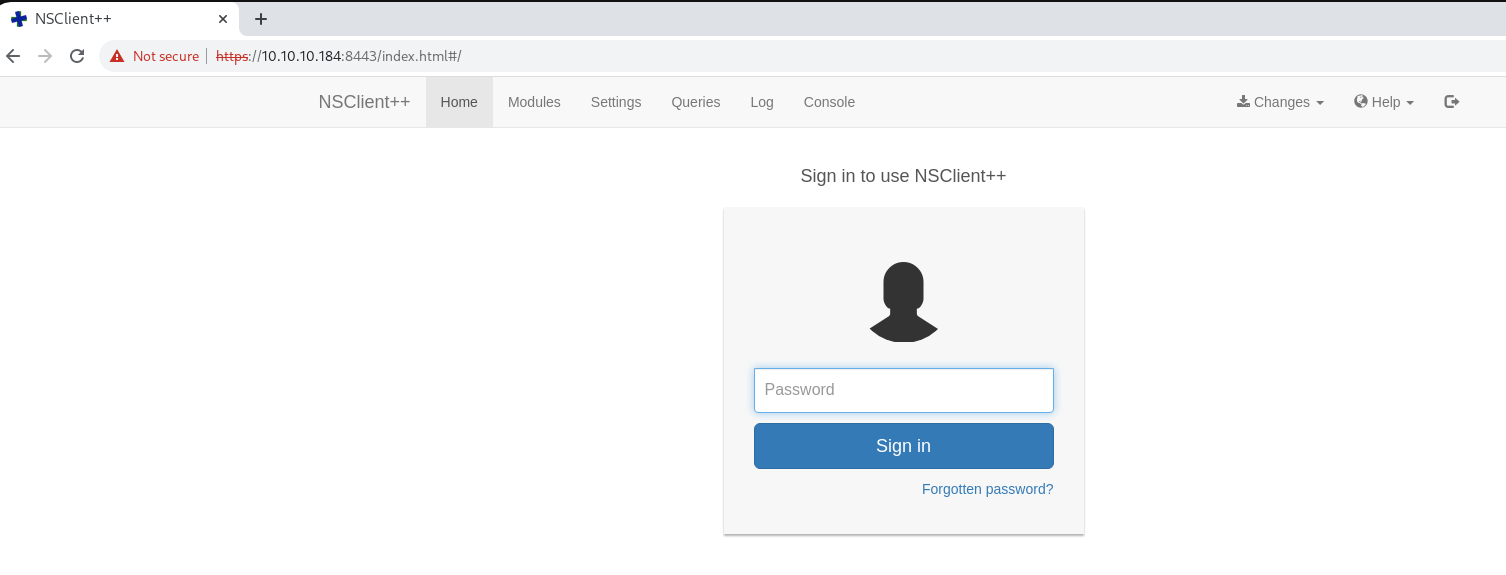 NSClient++
Not secure https://10.10.10.184:8443/index.html#/
NSClient++ Home Modules Settings Queries Log Console Changes Help
Sign in to use NSClient++
Password
Sign in
Forgotten password?